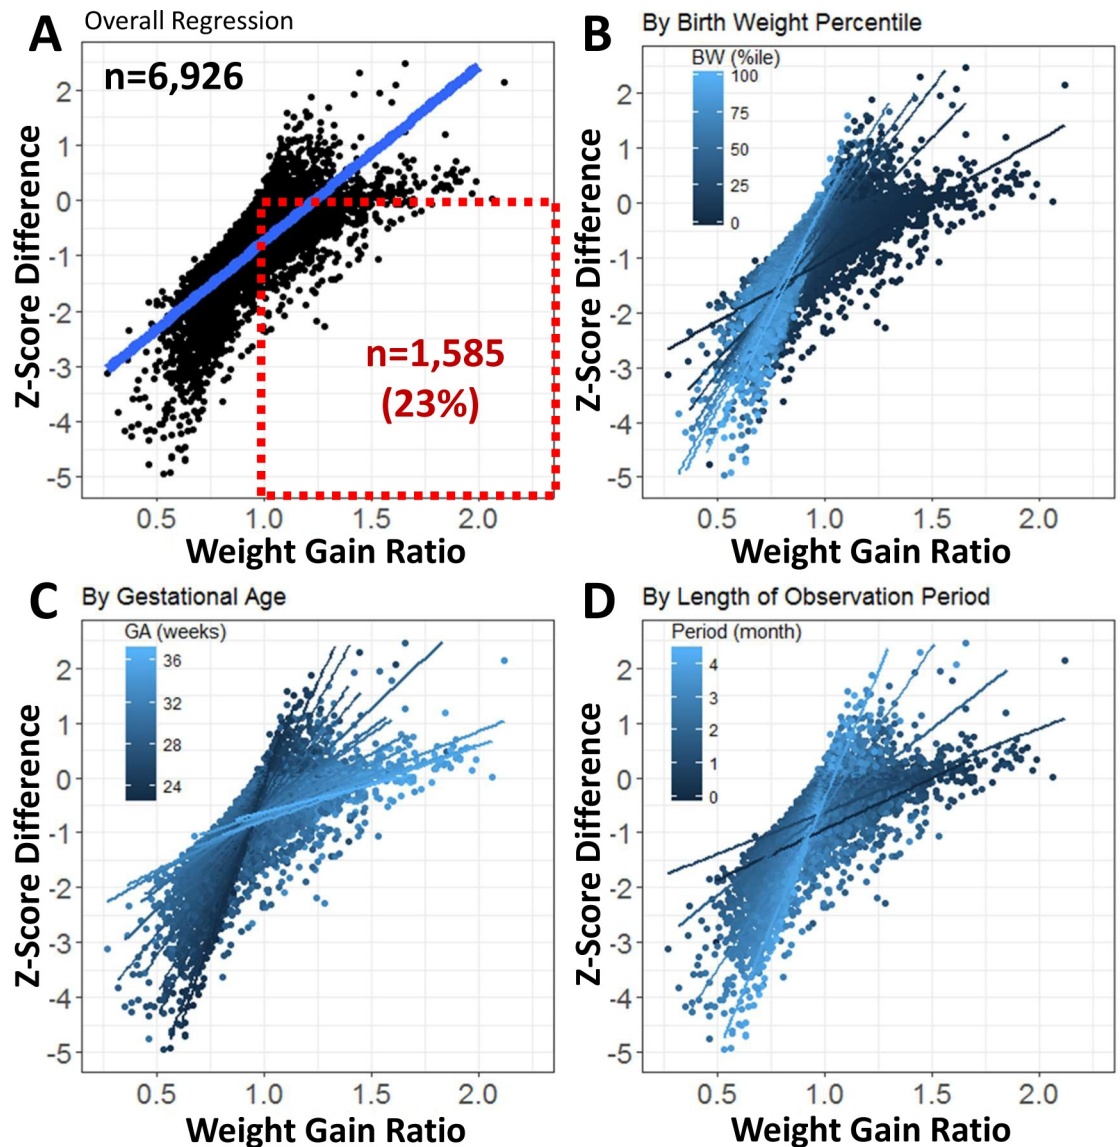 A Overall Regression
n=6,926
n=1,585
(23%)
Z-Score Difference
2
1
0
-1
-2
-3
-4
-5
0.5 1.0 1.5 2.0
Weight Gain Ratio
B By Birth Weight Percentile
BW (%ile)
100
75
50
25
0
Z-Score Difference
2
1
0
-1
-2
-3
-4
-5
0.5 1.0 1.5 2.0
Weight Gain Ratio
C By Gestational Age
GA (weeks)
36
32
28
24
Z-Score Difference
2
1
0
-1
-2
-3
-4
-5
0.5 1.0 1.5 2.0
Weight Gain Ratio
D By Length of Observation Period
Period (month)
4
3
2
1
0
Z-Score Difference
2
1
0
-1
-2
-3
-4
-5
0.5 1.0 1.5 2.0
Weight Gain Ratio